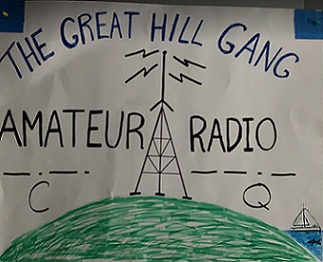 THE GREAT HILL GANG
AMATEUR RADIO
— · — · — — · —
C Q